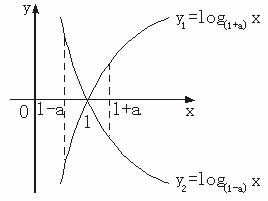 y
y₁=log₍₁₊ₐ₎ x
0
1-a
1
1+a
x
y₂=log₍₁₋ₐ₎ x